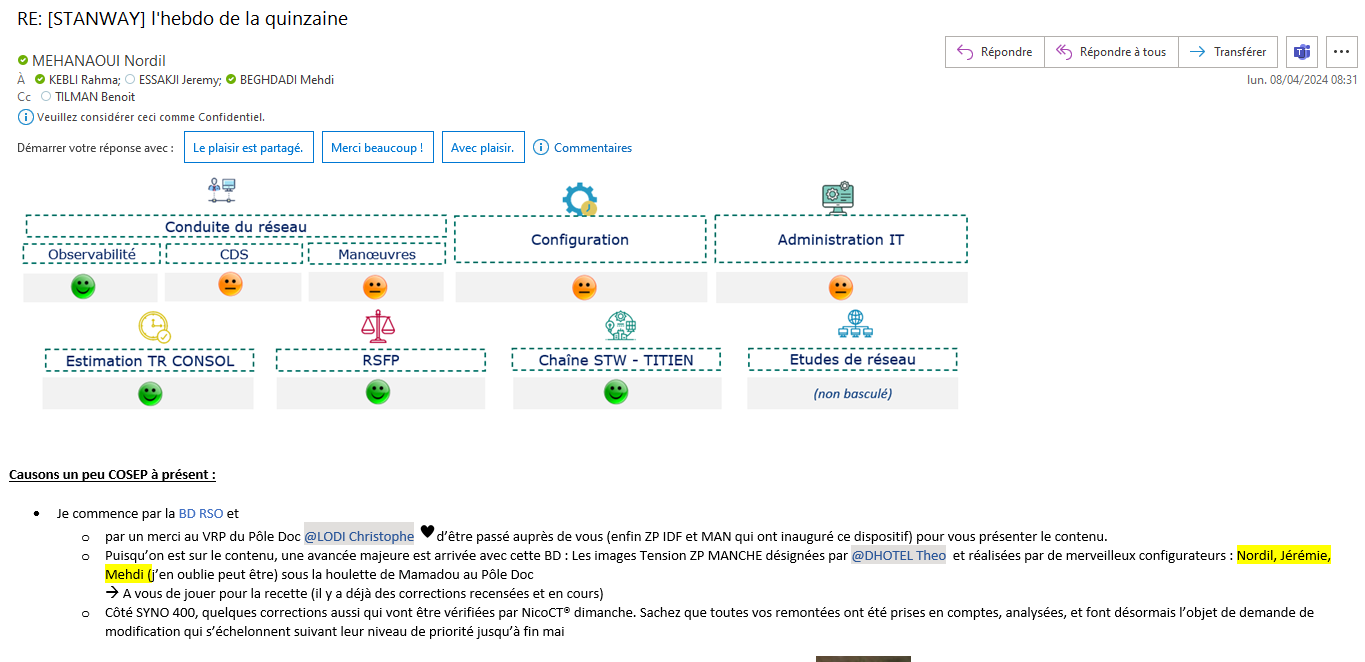 RE: [STANWAY] l'hebdo de la quinzaine
MEHANAOUI Nordil
Répondre
Répondre à tous
Transférer
À KEBLI Rahma; ESSAKJI Jeremy; BEGHDADI Mehdi
lun. 08/04/2024 08:31
Cc TILMAN Benoit
Veuillez considérer ceci comme Confidentiel.
Démarrer votre réponse avec :
Le plaisir est partagé.
Merci beaucoup !
Avec plaisir.
Commentaires
Conduite du réseau
Observabilité
CDS
Manœuvres
Configuration
Administration IT
Estimation TR CONSOL
RSFP
Chaîne STW - TITIEN
Etudes de réseau
(non basculé)
Causons un peu COSEP à présent :
• Je commence par la BD RSO et
o par un merci au VRP du Pôle Doc @LODI Christophe ♥ d’être passé auprès de vous (enfin ZP IDF et MAN qui ont inauguré ce dispositif) pour vous présenter le contenu.
o Puisqu’on est sur le contenu, une avancée majeure est arrivée avec cette BD : Les images Tension ZP MANCHE désignées par @DHOTEL Theo et réalisées par de merveilleux configurateurs : Nordil, Jérémie,
Mehdi (j’en oublie peut être) sous la houlette de Mamadou au Pôle Doc
→ A vous de jouer pour la recette (il y a déjà des corrections recensées et en cours)
o Côté SYNO 400, quelques corrections aussi qui vont être vérifiées par NicoCT® dimanche. Sachez que toutes vos remontées ont été prises en comptes, analysées, et font désormais l’objet de demande de
modification qui s’échelonnent suivant leur niveau de priorité jusqu’à fin mai